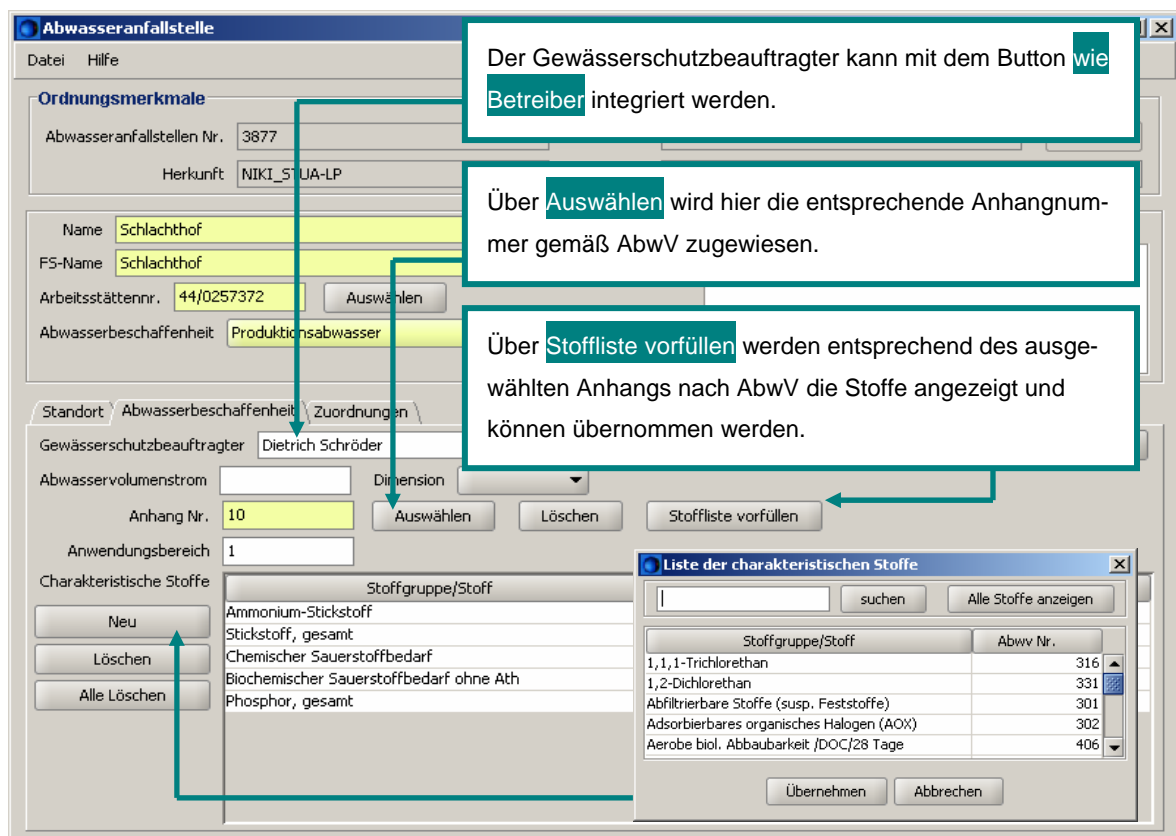 Abwasseranfallstelle
Datei Hilfe
Der Gewässerschutzbeauftragter kann mit dem Button wie
Betreiber integriert werden.
Ordnungsmerkmale
Abwasseranfallstellen Nr. 3877
Herkunft NIKI_STUA-LP
Über Auswählen wird hier die entsprechende Anhangnum-
mer gemäß AbwV zugewiesen.
Name Schlachthof
FS-Name Schlachthof
Arbeitsstättennr. 44/0257372 Auswählen
Abwasserbeschaffenheit Produktionsabwasser
Über Stoffliste vorfüllen werden entsprechend des ausge-
wählten Anhangs nach AbwV die Stoffe angezeigt und
können übernommen werden.
Standort Abwasserbeschaffenheit Zuordnungen
Gewässerschutzbeauftragter Dietrich Schröder
Abwasservolumenstrom Dimension
Anhang Nr. 10 Auswählen Löschen Stoffliste vorfüllen
Anwendungsbereich 1
Charakteristische Stoffe Stoffgruppe/Stoff
Neu
Löschen
Alle Löschen
Ammonium-Stickstoff
Stickstoff, gesamt
Chemischer Sauerstoffbedarf
Biochemischer Sauerstoffbedarf ohne Ath
Phosphor, gesamt
Liste der charakteristischen Stoffe
suchen Alle Stoffe anzeigen
Stoffgruppe/Stoff Abwv Nr.
1,1,1-Trichlorethan 316
1,2-Dichlorethan 331
Abfiltrierbare Stoffe (susp. Feststoffe) 301
Adsorbierbares organisches Halogen (AOX) 302
Aerobe biol. Abbaubarkeit /DOC/28 Tage 406
Übernehmen Abbrechen